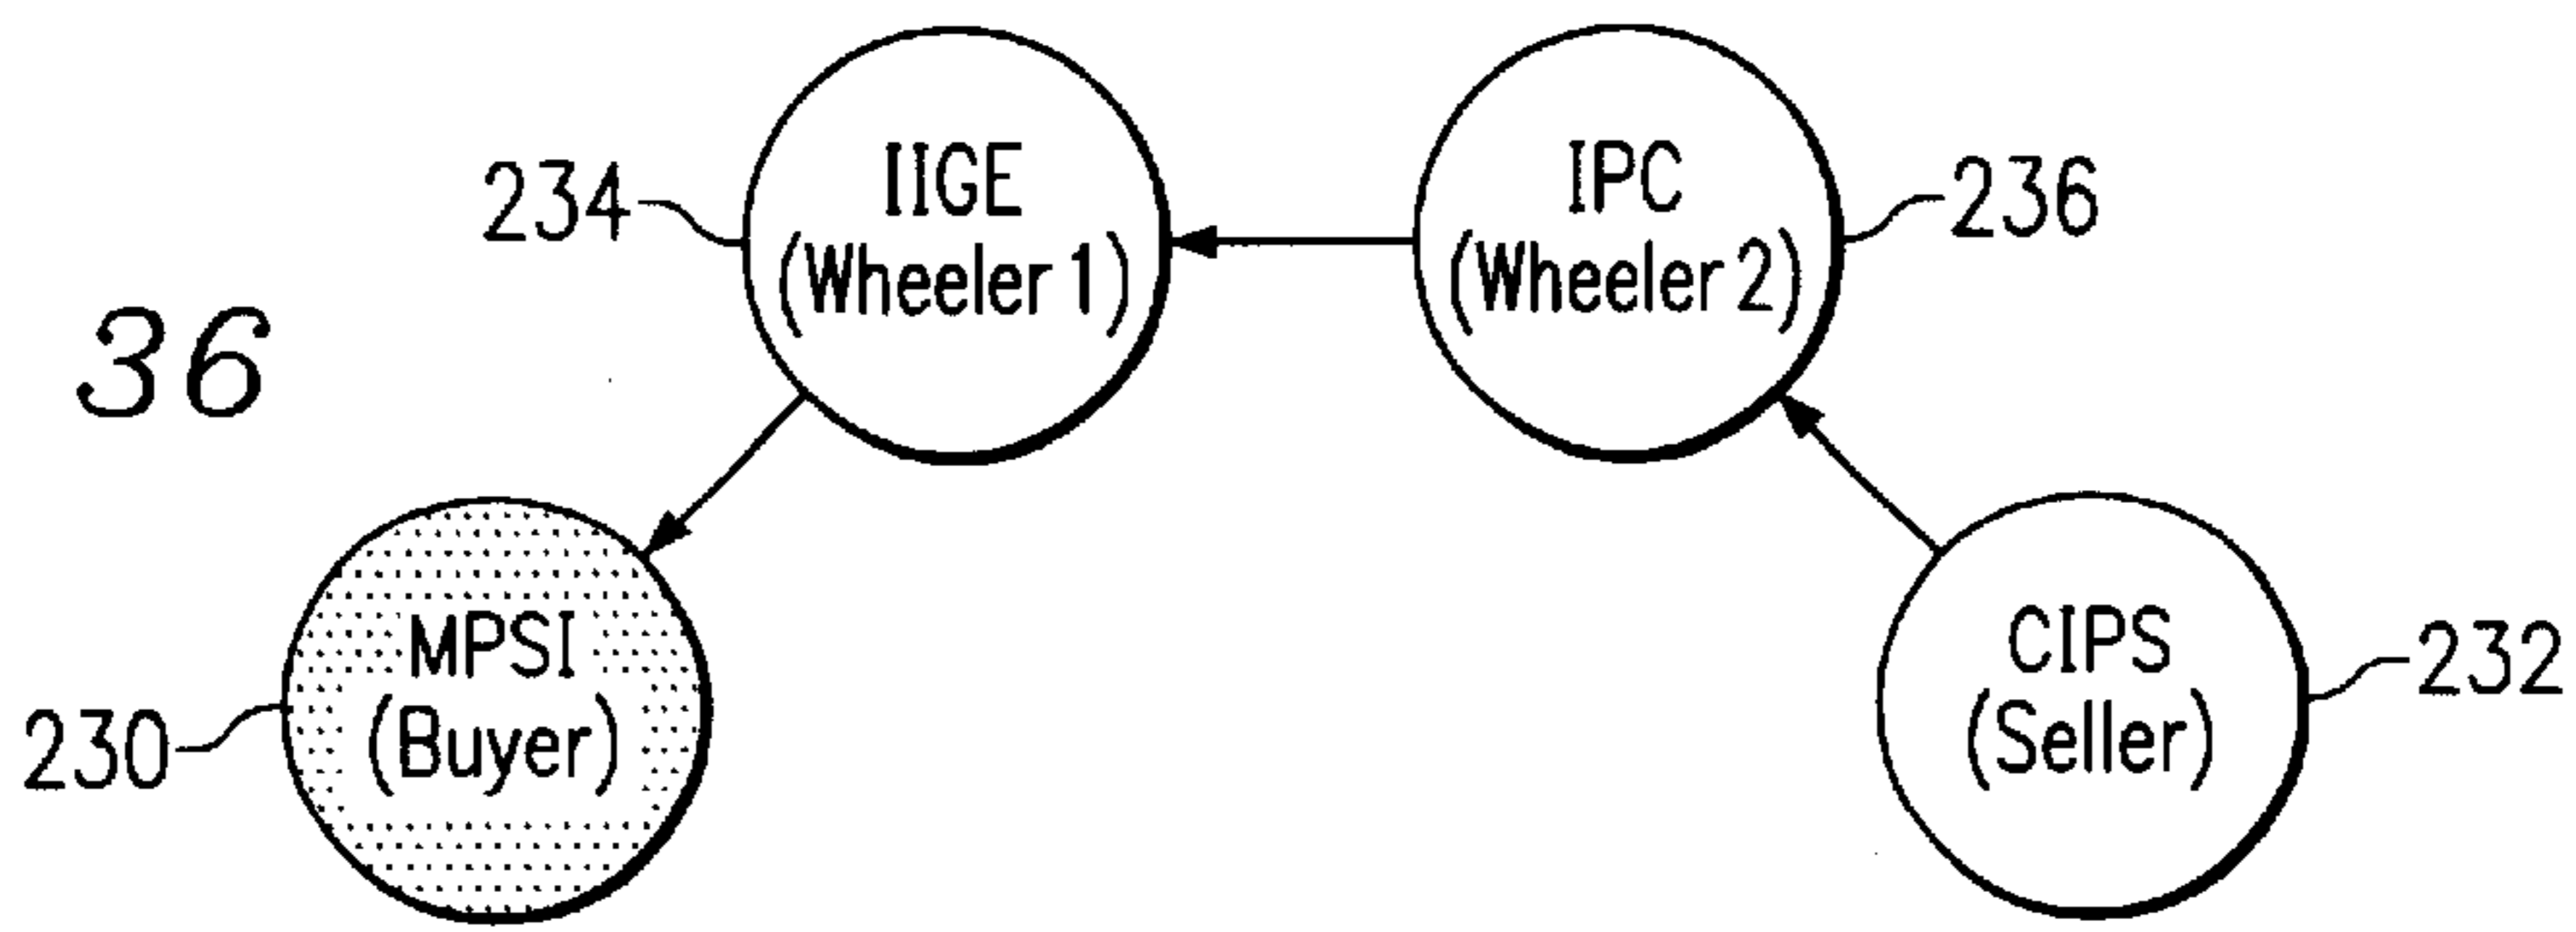 IIGE
(Wheeler 1)
234
IPC
(Wheeler 2)
236
36
MPSI
(Buyer)
230
CIPS
(Seller)
232